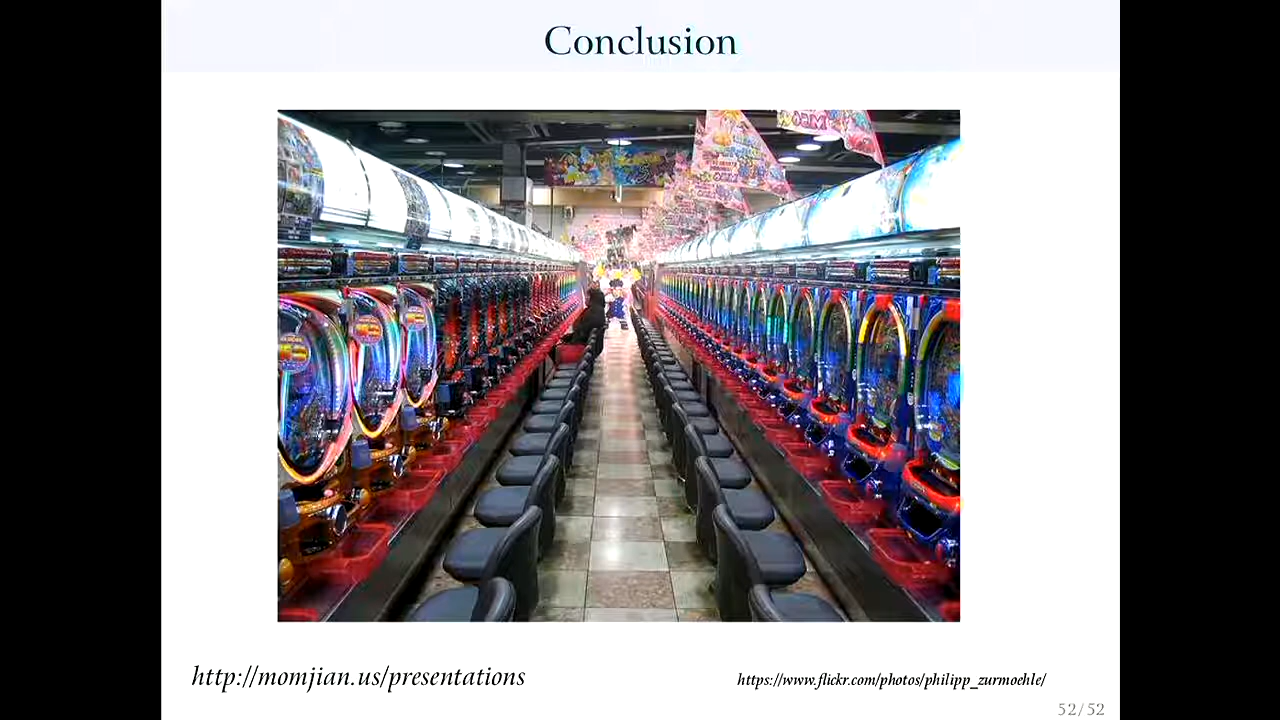 Conclusion
http://momjian.us/presentations
https://www.flickr.com/photos/philipp_zurmoehle/
52/52